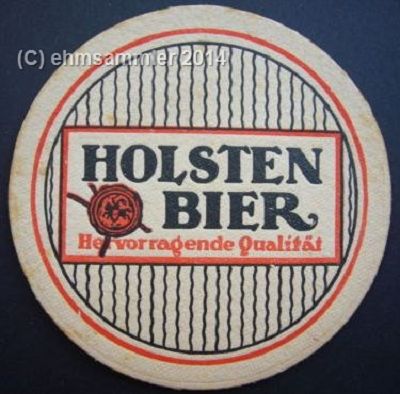 (C) ehmsammler 2014
HOLSTEN
BIER
Hervorragende Qualität